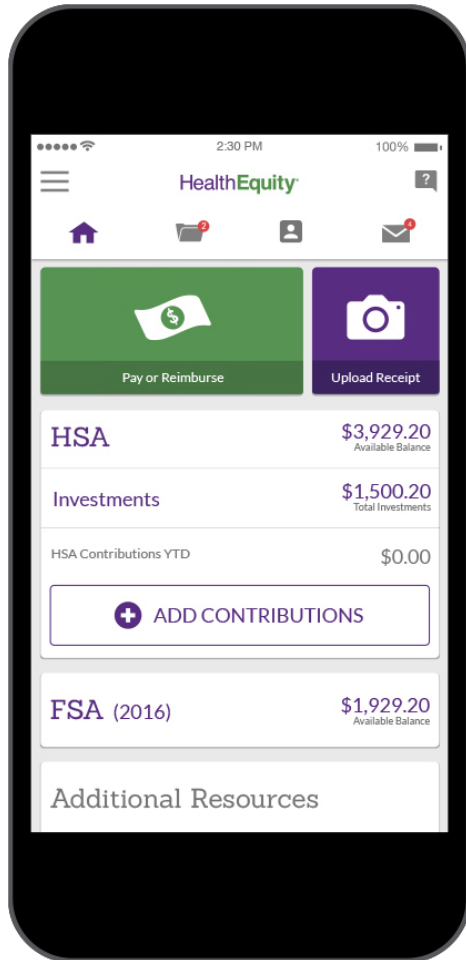 2:30 PM 100%
HealthEquity
?
2 4
$
Pay or Reimburse Upload Receipt
HSA $3,929.20
Available Balance
Investments $1,500.20
Total Investments
HSA Contributions YTD $0.00
ADD CONTRIBUTIONS
FSA (2016) $1,929.20
Available Balance
Additional Resources